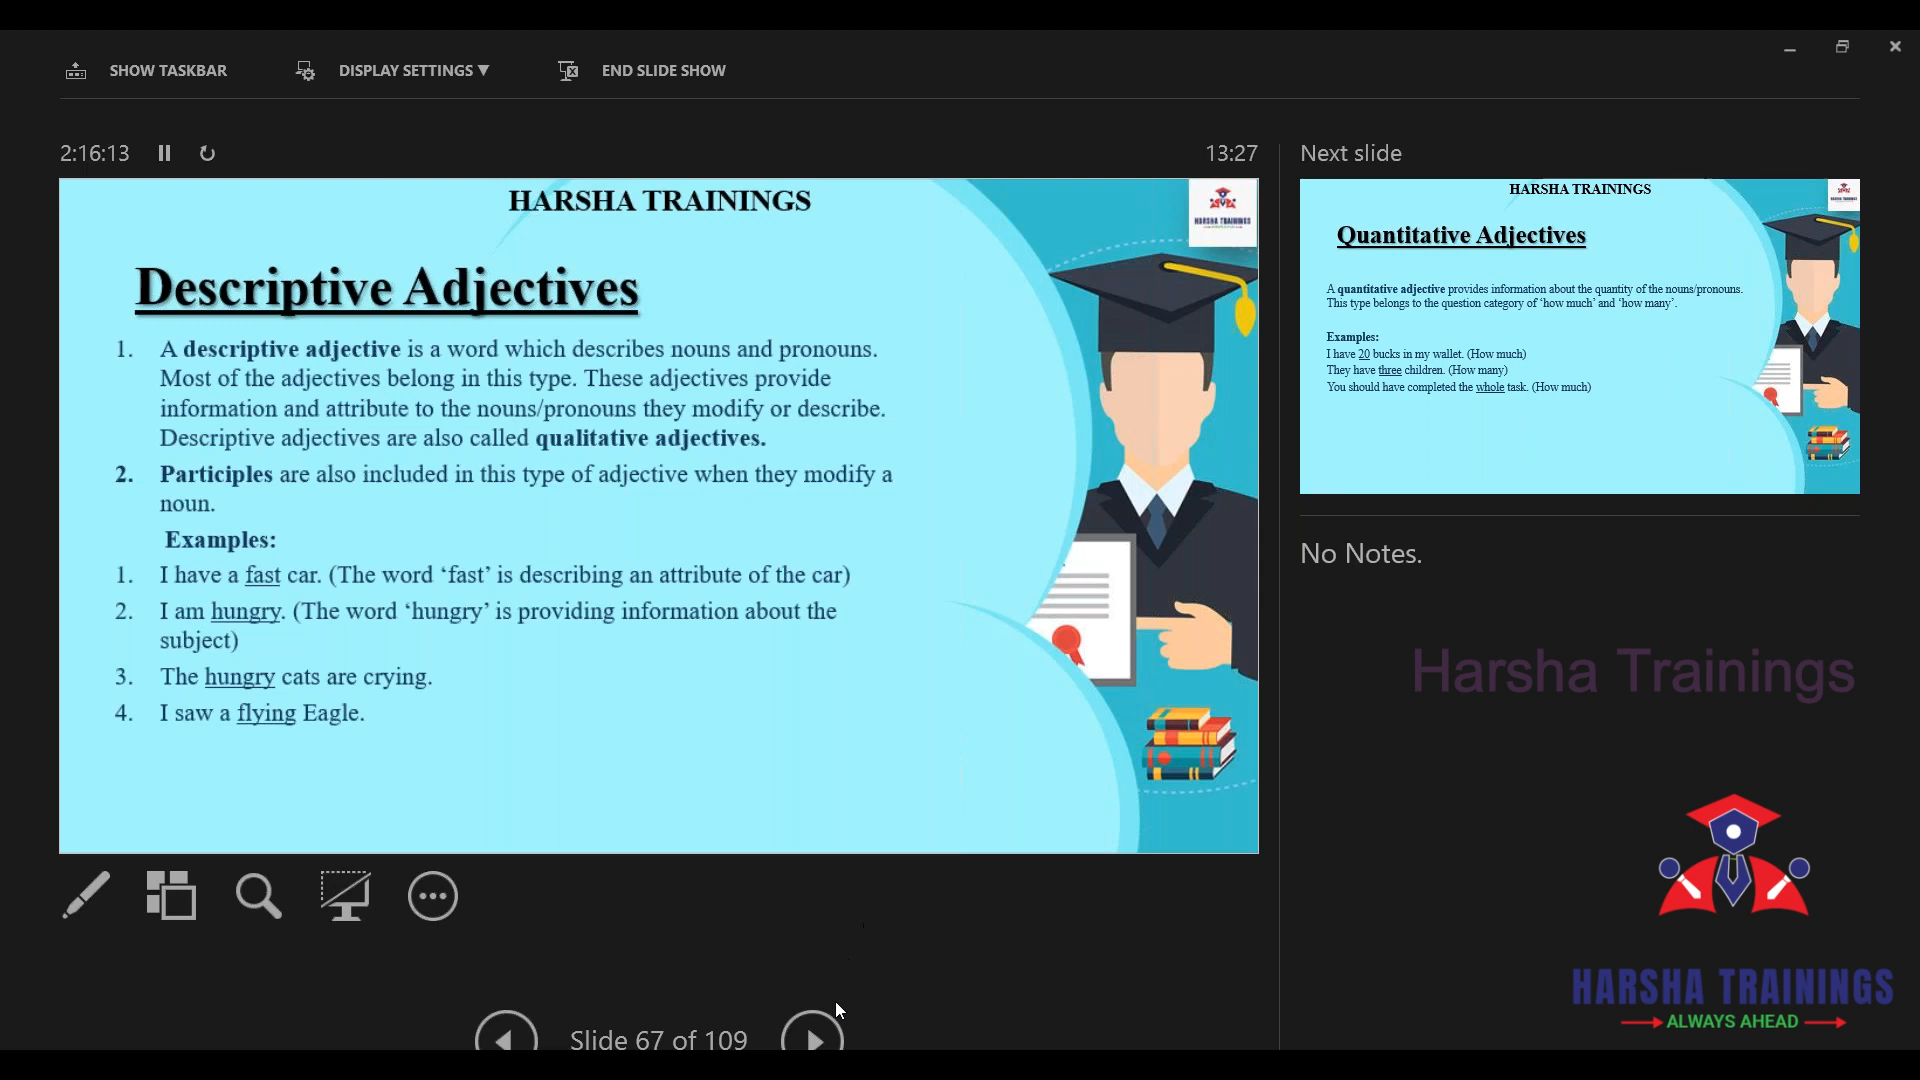 SHOW TASKBAR
DISPLAY SETTINGS ▼
END SLIDE SHOW
2:16:13
13:27
Next slide
HARSHA TRAININGS
HARSHA TRAININGS
Descriptive Adjectives
1. A descriptive adjective is a word which describes nouns and pronouns.
Most of the adjectives belong in this type. These adjectives provide
information and attribute to the nouns/pronouns they modify or describe.
Descriptive adjectives are also called qualitative adjectives.
2. Participles are also included in this type of adjective when they modify a
noun.
Examples:
1. I have a fast car. (The word ‘fast’ is describing an attribute of the car)
2. I am hungry. (The word ‘hungry’ is providing information about the
subject)
3. The hungry cats are crying.
4. I saw a flying Eagle.
HARSHA TRAININGS
Quantitative Adjectives
A quantitative adjective provides information about the quantity of the nouns/pronouns.
This type belongs to the question category of ‘how much’ and ‘how many’.
Examples:
I have 20 bucks in my wallet. (How much)
They have three children. (How many)
You should have completed the whole task. (How much)
No Notes.
Harsha Trainings
HARSHA TRAININGS
ALWAYS AHEAD
Slide 67 of 109